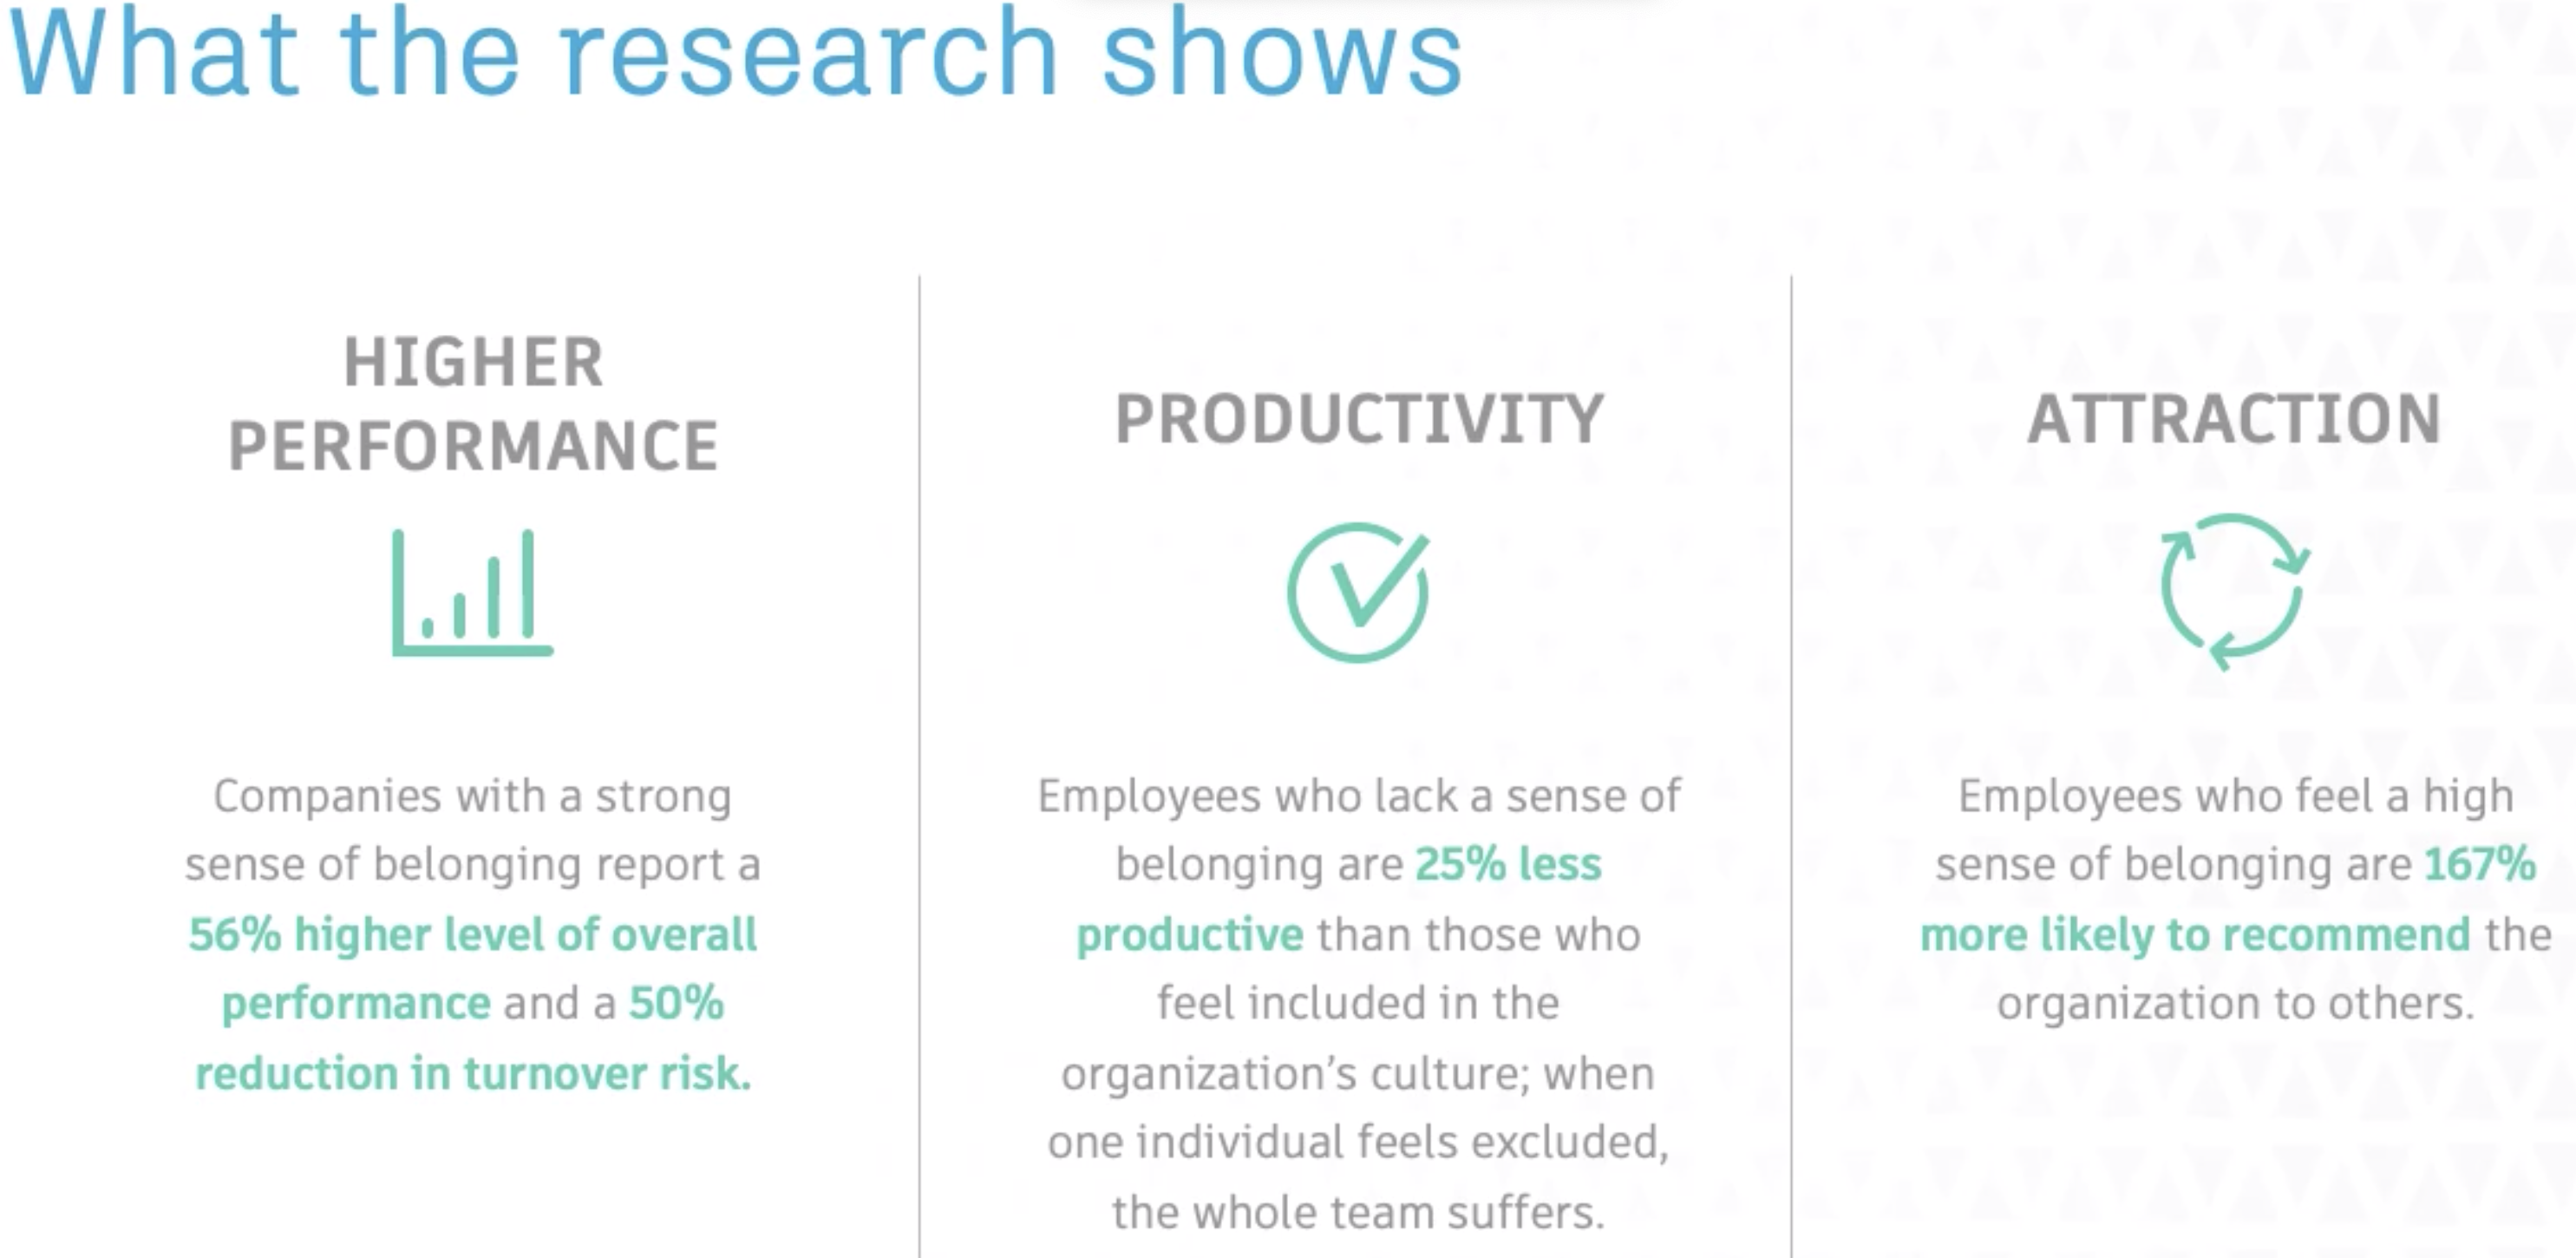 What the research shows
HIGHER
PERFORMANCE
Companies with a strong
sense of belonging report a
56% higher level of overall
performance and a 50%
reduction in turnover risk.
PRODUCTIVITY
Employees who lack a sense of
belonging are 25% less
productive than those who
feel included in the
organization’s culture; when
one individual feels excluded,
the whole team suffers.
ATTRACTION
Employees who feel a high
sense of belonging are 167%
more likely to recommend the
organization to others.